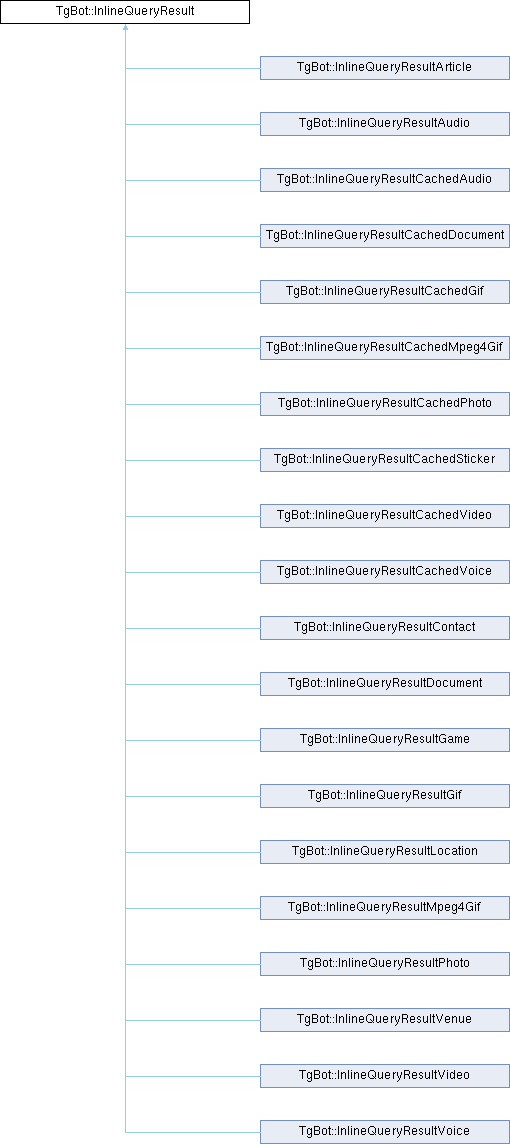 TgBot::InlineQueryResult
TgBot::InlineQueryResultArticle
TgBot::InlineQueryResultAudio
TgBot::InlineQueryResultCachedAudio
TgBot::InlineQueryResultCachedDocument
TgBot::InlineQueryResultCachedGif
TgBot::InlineQueryResultCachedMpeg4Gif
TgBot::InlineQueryResultCachedPhoto
TgBot::InlineQueryResultCachedSticker
TgBot::InlineQueryResultCachedVideo
TgBot::InlineQueryResultCachedVoice
TgBot::InlineQueryResultContact
TgBot::InlineQueryResultDocument
TgBot::InlineQueryResultGame
TgBot::InlineQueryResultGif
TgBot::InlineQueryResultLocation
TgBot::InlineQueryResultMpeg4Gif
TgBot::InlineQueryResultPhoto
TgBot::InlineQueryResultVenue
TgBot::InlineQueryResultVideo
TgBot::InlineQueryResultVoice